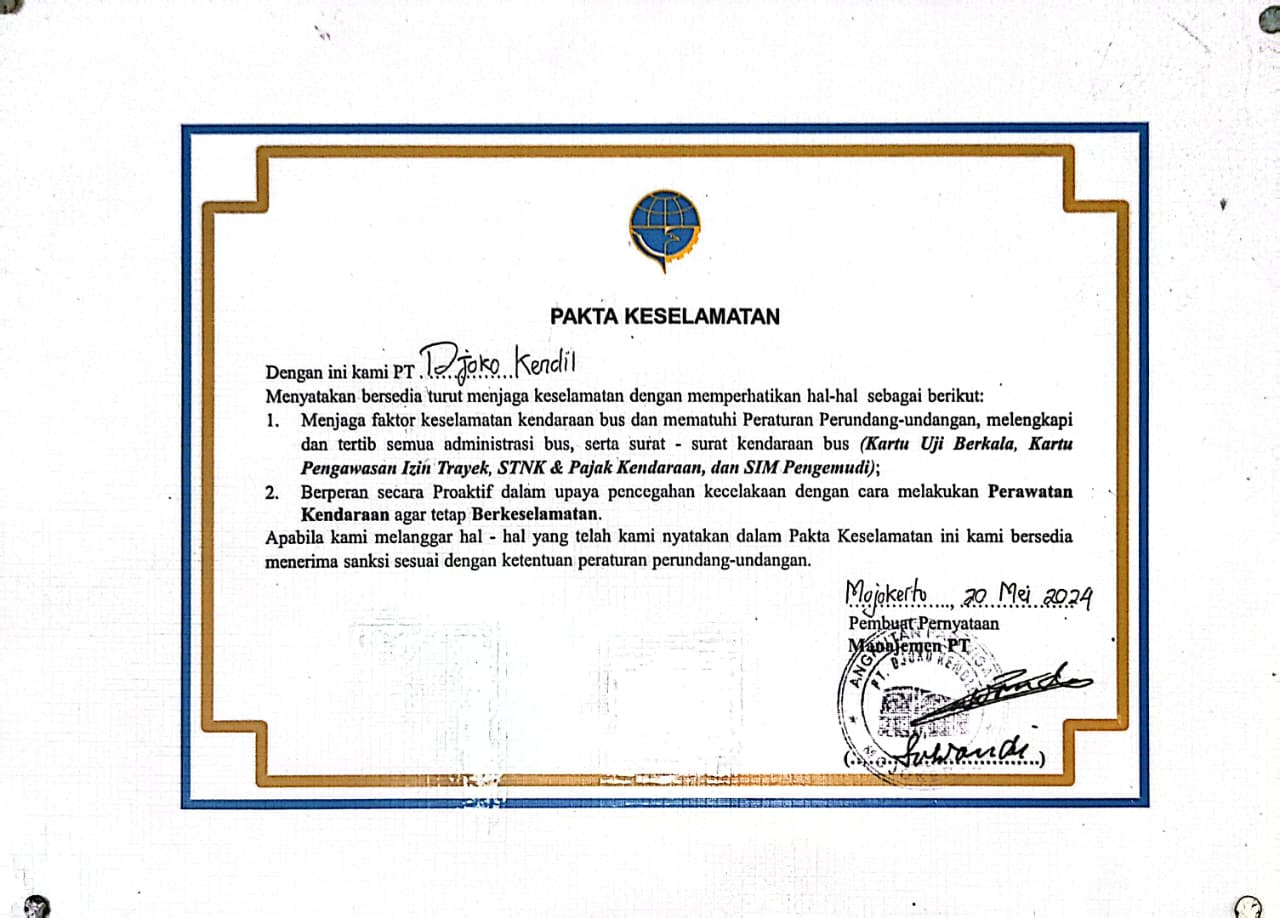 PAKTA KESELAMATAN
Dengan ini kami PT Djoko Kendil
Menyatakan bersedia turut menjaga keselamatan dengan memperhatikan hal-hal sebagai berikut:
1. Menjaga faktor keselamatan kendaraan bus dan mematuhi Peraturan Perundang-undangan, melengkapi
dan tertib semua administrasi bus, serta surat - surat kendaraan bus (Kartu Uji Berkala, Kartu
Pengawasan Izin Trayek, STNK & Pajak Kendaraan, dan SIM Pengemudi);
2. Berperan secara Proaktif dalam upaya pencegahan kecelakaan dengan cara melakukan Perawatan
Kendaraan agar tetap Berkeselamatan.
Apabila kami melanggar hal - hal yang telah kami nyatakan dalam Pakta Keselamatan ini kami bersedia
menerima sanksi sesuai dengan ketentuan peraturan perundang-undangan.
Mojokerto, 20 Mei 2024
Pembuat Pernyataan
Manajemen PT
PT. DJOKO KENDIL
(Suwandi)